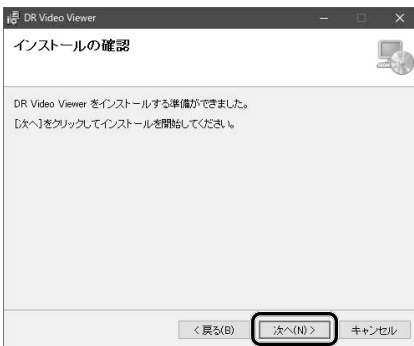 DR Video Viewer
インストールの確認
DR Video Viewer をインストールする準備ができました。
[次へ]をクリックしてインストールを開始してください。
< 戻る(B)
次へ(N) >
キャンセル